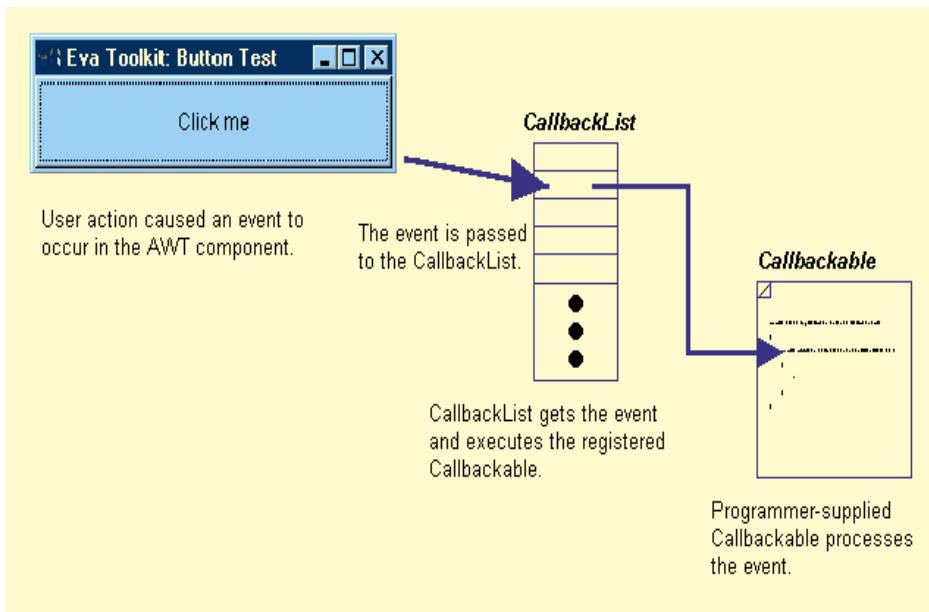 Eva Toolkit: Button Test
Click me
User action caused an event to
occur in the AWT component.
CallbackList
The event is passed
to the CallbackList.
CallbackList gets the event
and executes the registered
Callbackable.
Callbackable
Programmer-supplied
Callbackable processes
the event.